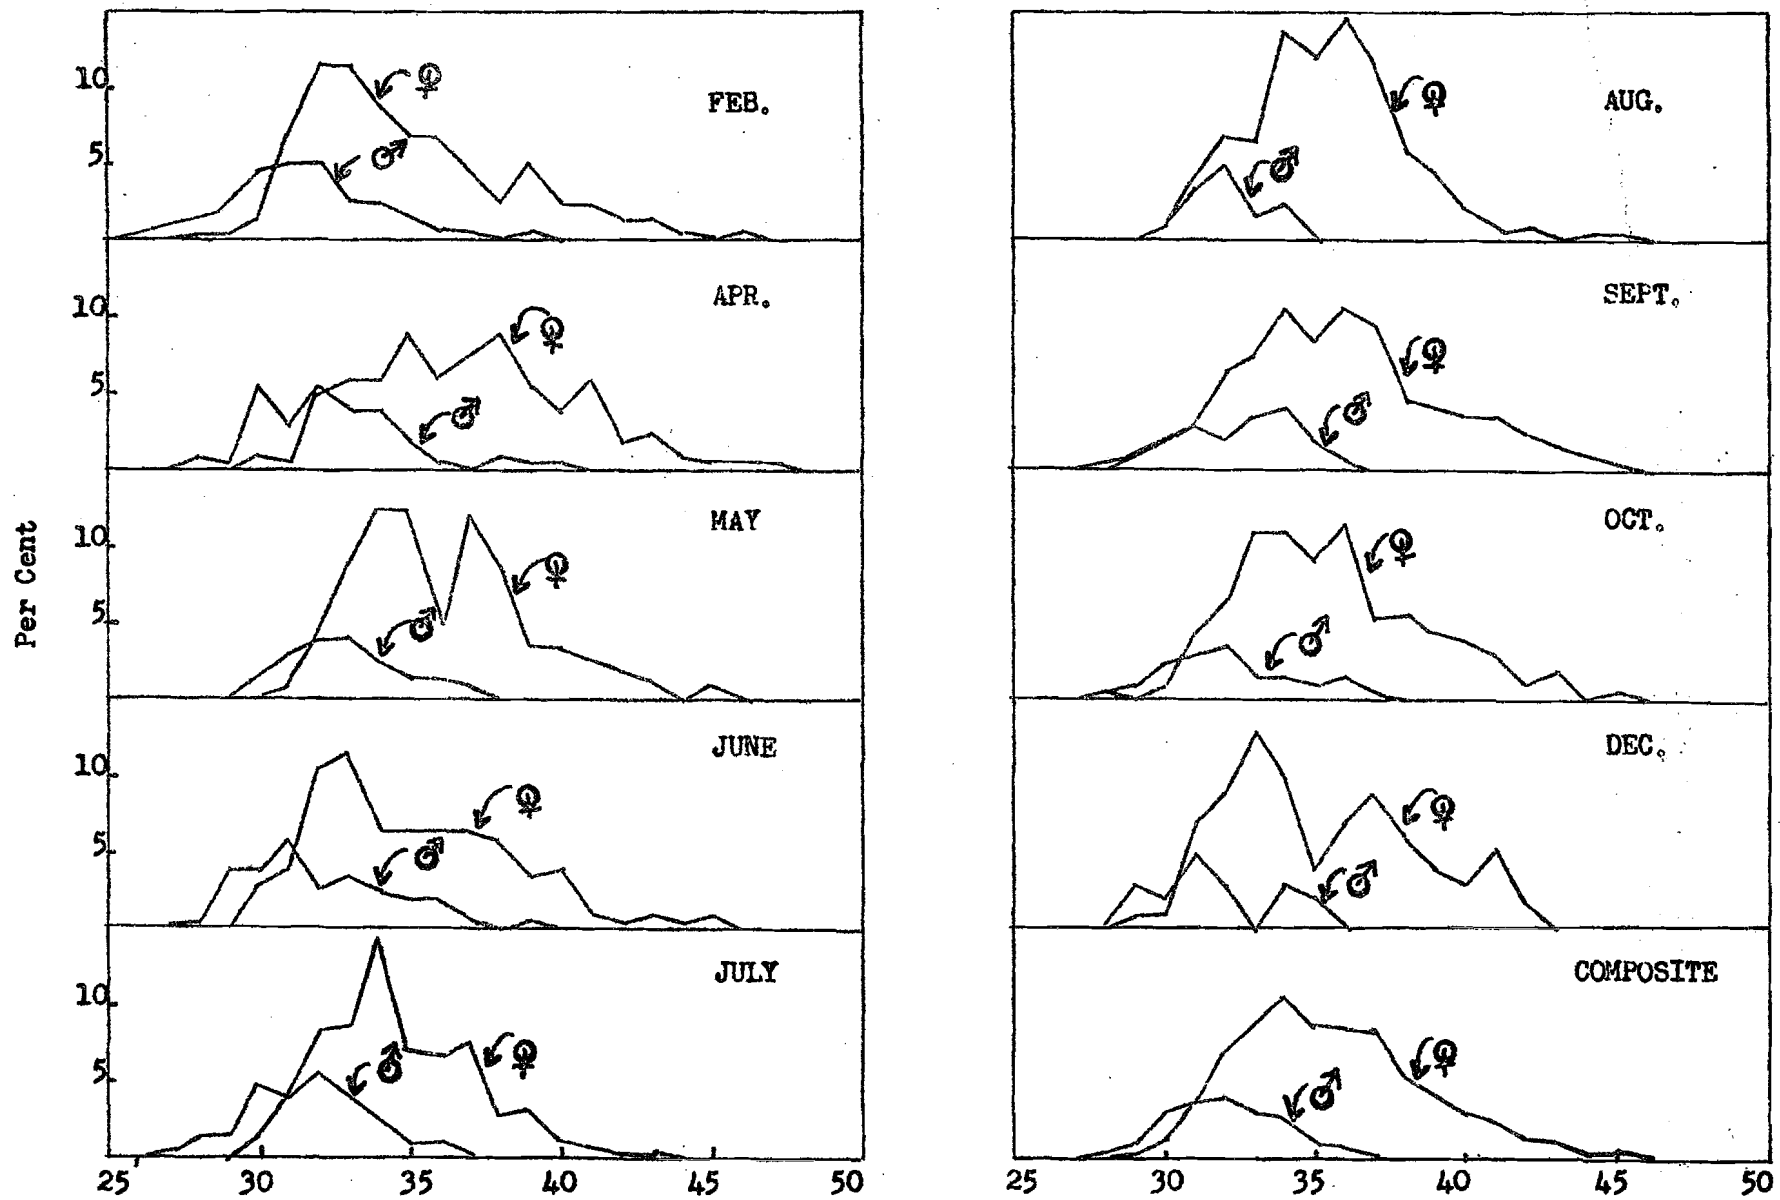 10
5
♀
♂
FEB.
10
5
♀
♂
APR.
10
5
♀
♂
MAY
10
5
♀
♂
JUNE
10
5
♀
♂
JULY
25 30 35 40 45 50
Per Cent
♀
♂
AUG.
♀
♂
SEPT.
♀
♂
OCT.
♀
♂
DEC.
♀
♂
COMPOSITE
25 30 35 40 45 50